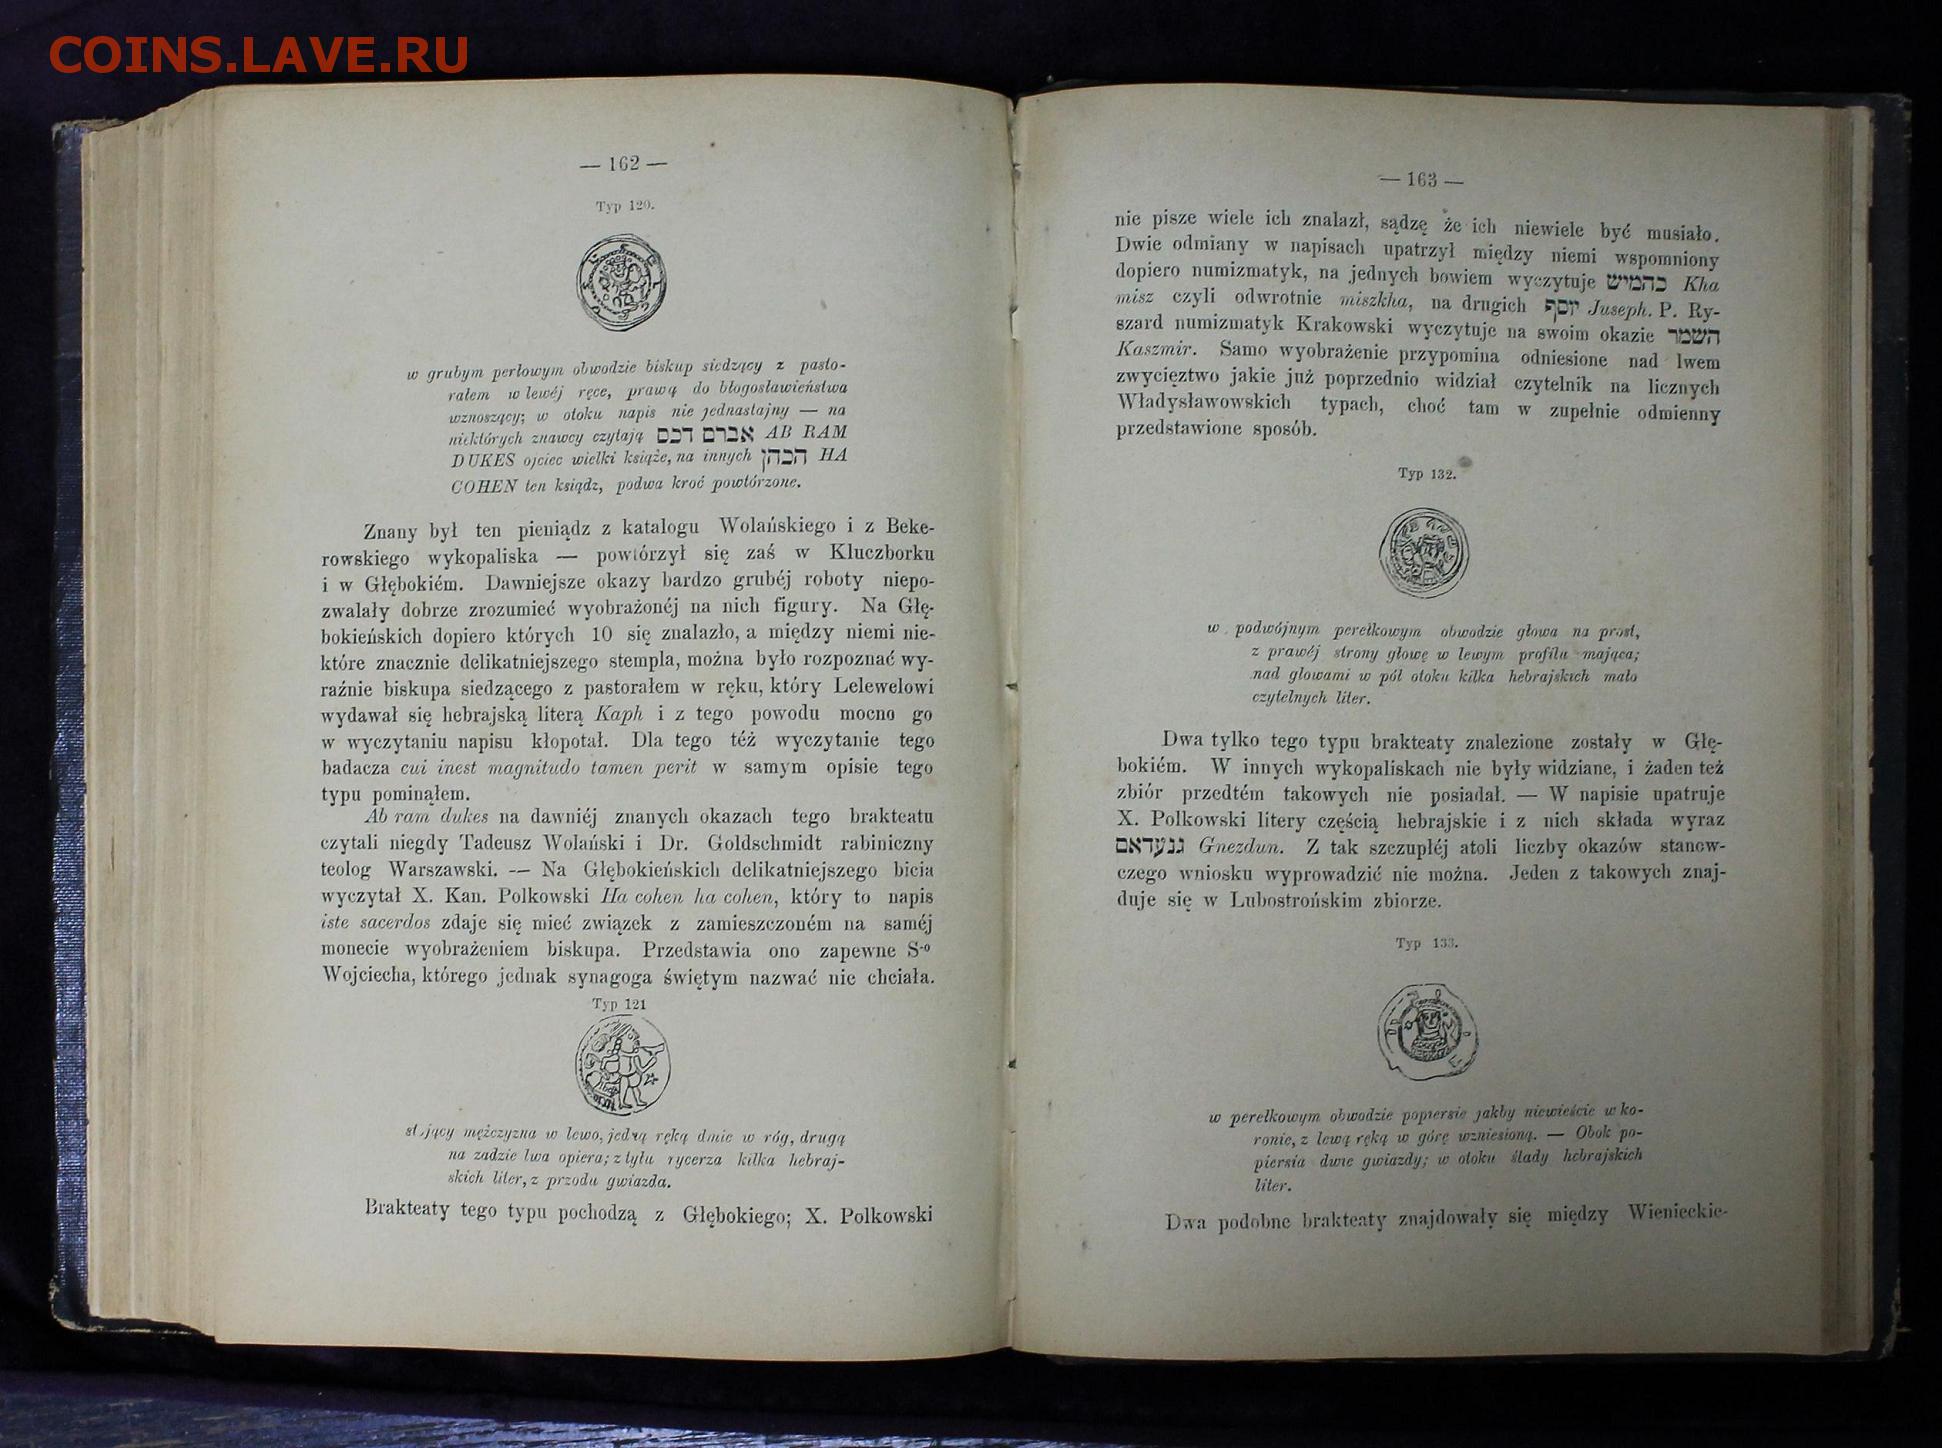 COINS.LAVE.RU
— 162 —
Typ 120.
w grubym perłowym obwodzie biskup siedzący z pasto-
rałem w lewéj ręce, prawą do błogosławieństwa
wznoszący; w otoku napis nie jednastajny — na
niektórych znawcy czytają אברם דכס AB RAM
DUKES ojciec wielki książe, na innych הכהן HA
COHEN ten ksiądz, podwa kroć powtórzone.
Znany był ten pieniądz z katalogu Wolańskiego i z Beke-
rowskiego wykopaliska — powtórzył się zaś w Kluczborku
i w Głębokiém. Dawniejsze okazy bardzo grubéj roboty niepo-
zwalały dobrze zrozumieć wyobrażonéj na nich figury. Na Głę-
bokieńskich dopiero których 10 się znalazło, a między niemi nie-
które znacznie delikatniejszego stempla, można było rozpoznać wy-
raźnie biskupa siedzącego z pastorałem w ręku, który Lelewelowi
wydawał się hebrajską literą Kaph i z tego powodu mocno go
w wyczytaniu napisu kłopotał. Dla tego téż wyczytanie tego
badacza cui inest magnitudo tamen perit w samym opisie tego
typu pominąłem.
Ab ram dukes na dawniéj znanych okazach tego brakteatu
czytali niegdy Tadeusz Wolański i Dr. Goldschmidt rabiniczny
teolog Warszawski. — Na Głębokieńskich delikatniejszego bicia
wyczytał X. Kan. Polkowski Ha cohen ha cohen, który to napis
iste sacerdos zdaje się mieć związek z zamieszczoném na saméj
monecie wyobrażeniem biskupa. Przedstawia ono zapewne S-o
Wojciecha, którego jednak synagoga świętym nazwać nie chciała.
Typ 121
stojący mężczyzna w lewo, jedną ręką dmie w róg, drugą
na zadzie lwa opiera; z tyłu rycerza kilka hebraj-
skich liter, z przodu gwiazda.
Brakteaty tego typu pochodzą z Głębokiego; X. Polkowski
— 163 —
nie pisze wiele ich znalazł, sądzę że ich niewiele być musiało.
Dwie odmiany w napisach upatrzył między niemi wspomniony
dopiero numizmatyk, na jednych bowiem wyczytuje כהמיש Kha
misz czyli odwrotnie miszkha, na drugich יוסף Juseph. P. Ry-
szard numizmatyk Krakowski wyczytuje na swoim okazie השמר
Kaszmir. Samo wyobrażenie przypomina odniesione nad lwem
zwycięztwo jakie już poprzednio widział czytelnik na licznych
Władysławowskich typach, choć tam w zupełnie odmienny
przedstawione sposób.
Typ 132.
w podwójnym perełkowym obwodzie głowa na prost,
z prawéj strony głowę w lewym profilu mająca;
nad głowami w pół otoku kilka hebrajskich mało
czytelnych liter.
Dwa tylko tego typu brakteaty znalezione zostały w Głę-
bokiém. W innych wykopaliskach nie były widziane, i żaden też
zbiór przedtém takowych nie posiadał. — W napisie upatruje
X. Polkowski litery częścią hebrajskie i z nich składa wyraz
גנעדאם Gnezdun. Z tak szczupłéj atoli liczby okazów stanow-
czego wniosku wyprowadzić nie można. Jeden z takowych znaj-
duje się w Lubostrońskim zbiorze.
Typ 133.
w perełkowym obwodzie popiersie jakby niewieście w ko-
ronie, z lewą ręką w górę wzniesioną. — Obok po-
piersia dwie gwiazdy; w otoku ślady hebrajskich
liter.
Dwa podobne brakteaty znajdowały się między Wienieckie-